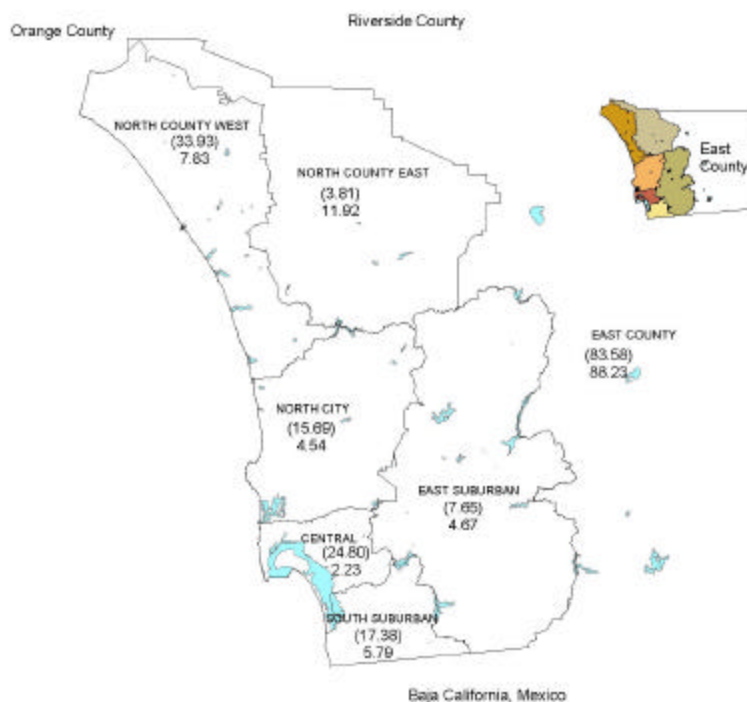 Orange County
Riverside County
NORTH COUNTY WEST
(33.93)
7.83
NORTH COUNTY EAST
(3.81)
11.92
East
County
EAST COUNTY
(83.58)
88.23
NORTH CITY
(15.69)
4.54
EAST SUBURBAN
(7.65)
4.67
CENTRAL
(24.80)
2.23
SOUTH SUBURBAN
(17.38)
5.79
Baja California, Mexico